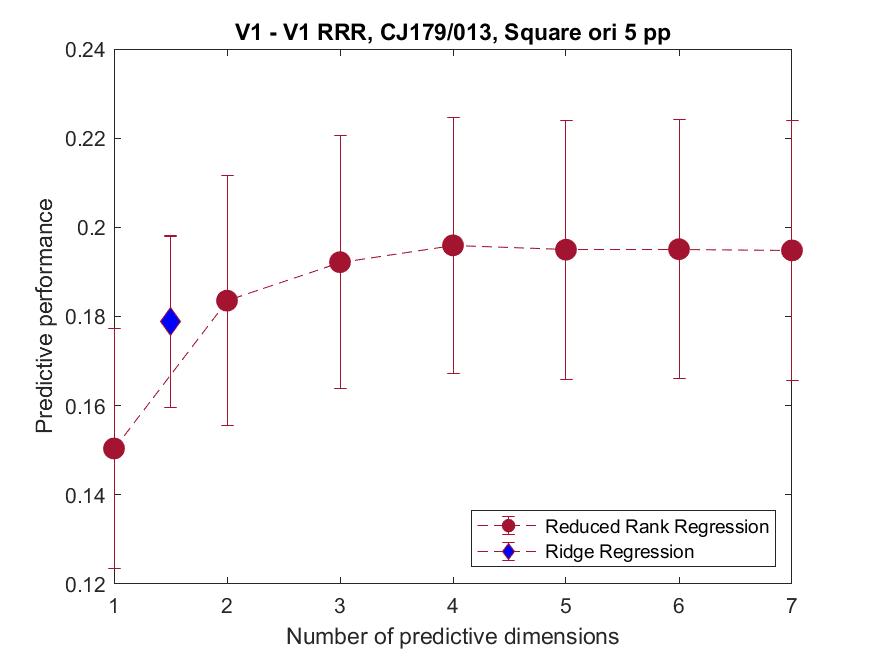 V1 - V1 RRR, CJ179/013, Square ori 5 pp
0.24
0.22
0.2
0.18
0.16
0.14
0.12
Predictive performance
1 2 3 4 5 6 7
Number of predictive dimensions
Reduced Rank Regression
Ridge Regression